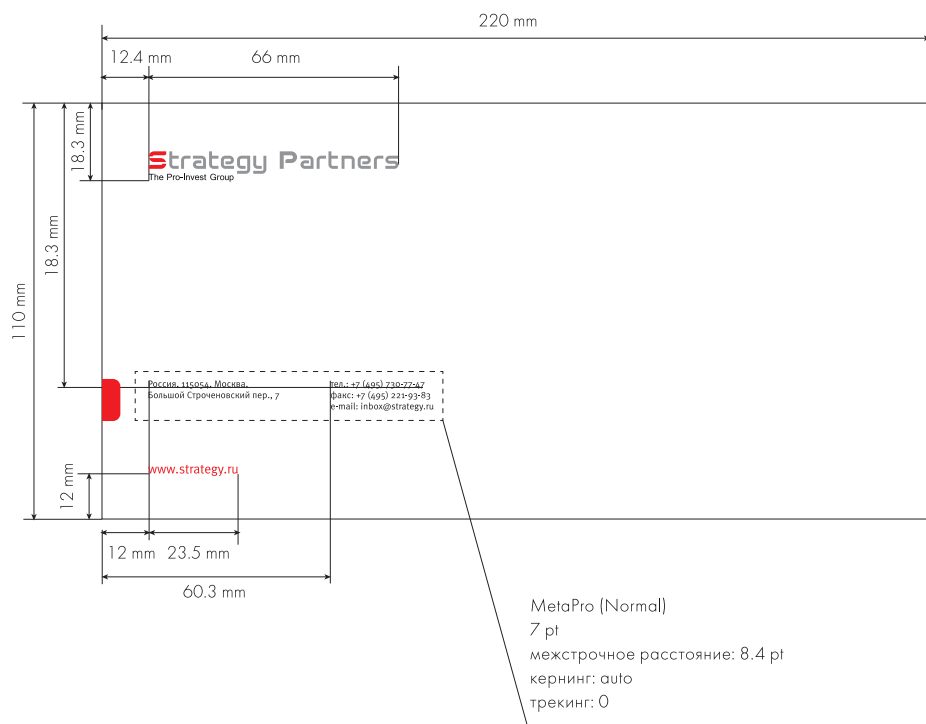 220 mm
12.4 mm
66 mm
18.3 mm
Strategy Partners
The Pro-Invest Group
18.3 mm
110 mm
Россия, 115054, Москва,
Большой Строченовский пер., 7
тел.: +7 (495) 730-77-47
факс: +7 (495) 221-93-83
e-mail: inbox@strategy.ru
www.strategy.ru
12 mm
12 mm
23.5 mm
60.3 mm
MetaPro (Normal)
7 pt
межстрочное расстояние: 8.4 pt
кернинг: auto
трекинг: 0